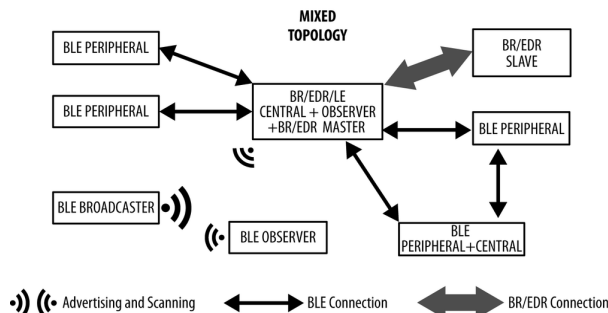 MIXED
TOPOLOGY
BLE PERIPHERAL
BR/EDR
SLAVE
BLE PERIPHERAL
BR/EDR/LE
CENTRAL + OBSERVER
+BR/EDR MASTER
BLE PERIPHERAL
BLE BROADCASTER
BLE OBSERVER
BLE
PERIPHERAL+CENTRAL
Advertising and Scanning
BLE Connection
BR/EDR Connection